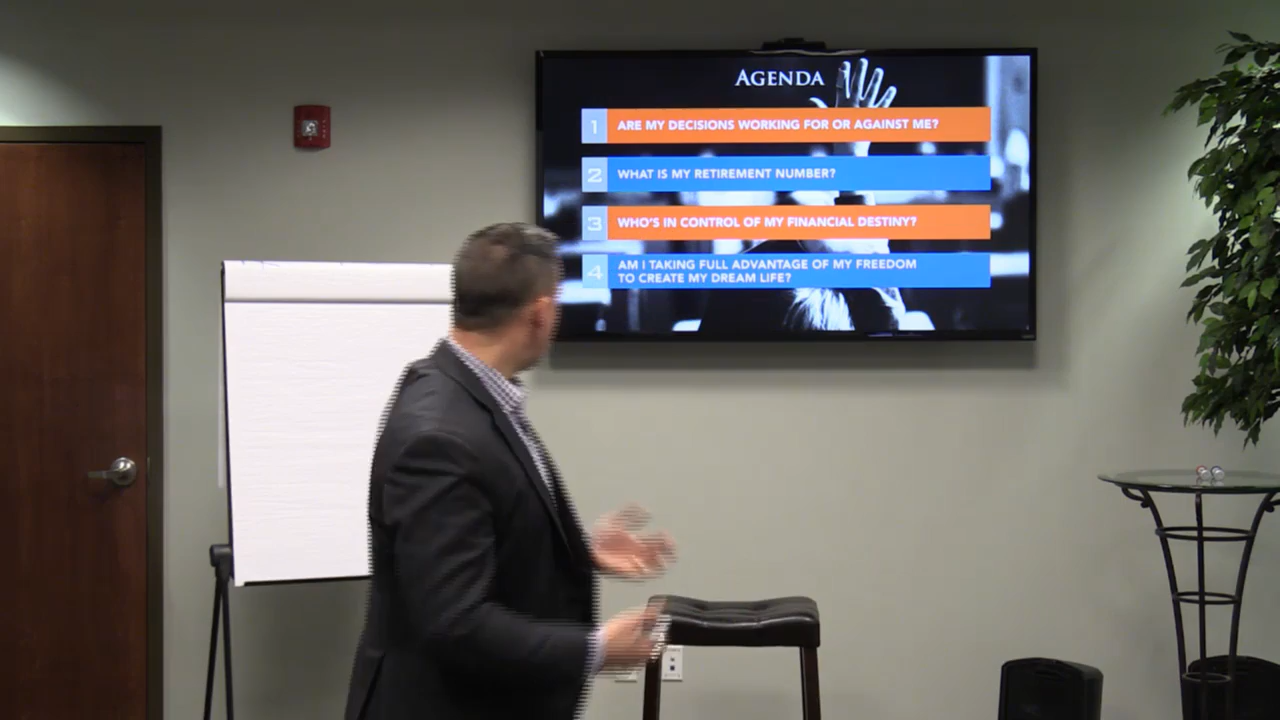 AGENDA
1 ARE MY DECISIONS WORKING FOR OR AGAINST ME?
2 WHAT IS MY RETIREMENT NUMBER?
3 WHO'S IN CONTROL OF MY FINANCIAL DESTINY?
4 AM I TAKING FULL ADVANTAGE OF MY FREEDOM
TO CREATE MY DREAM LIFE?